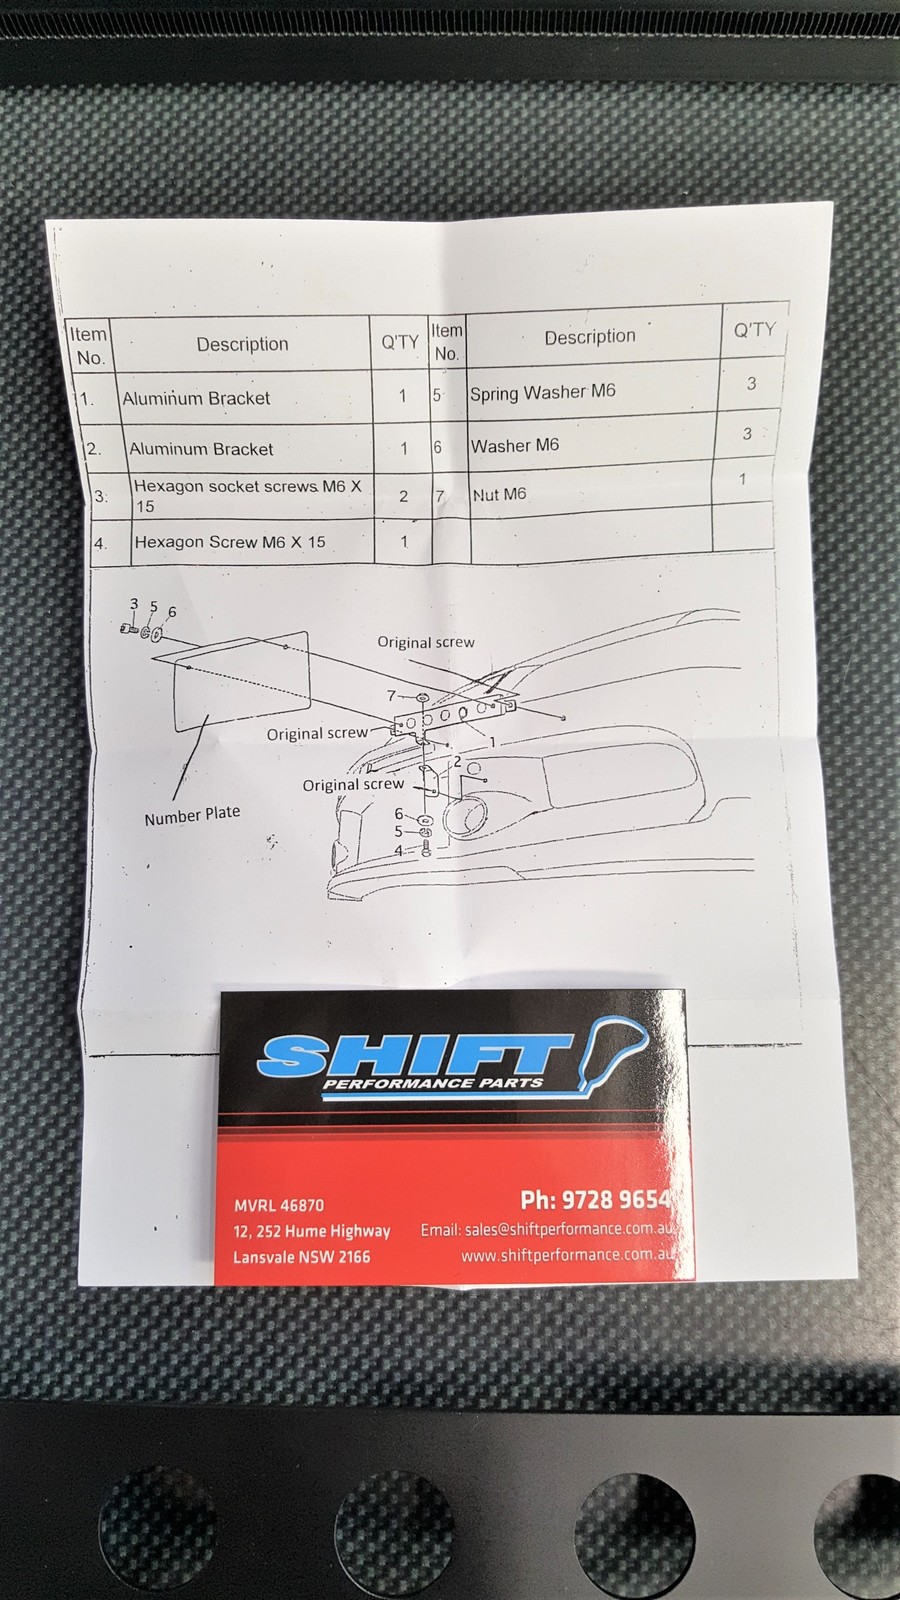 Item No. Description Q'TY Item No. Description Q'TY
1. Aluminum Bracket 1 5 Spring Washer M6 3
2. Aluminum Bracket 1 6 Washer M6 3
3. Hexagon socket screws M6 X 15 2 7 Nut M6 1
4. Hexagon Screw M6 X 15 1
3 5 6
Original screw
7
Original screw
1
2
Original screw
6
5
4
Number Plate
SHIFT
PERFORMANCE PARTS
MVRL 46870
12, 252 Hume Highway
Lansvale NSW 2166
Ph: 9728 9654
Email: sales@shiftperformance.com.au
www.shiftperformance.com.au